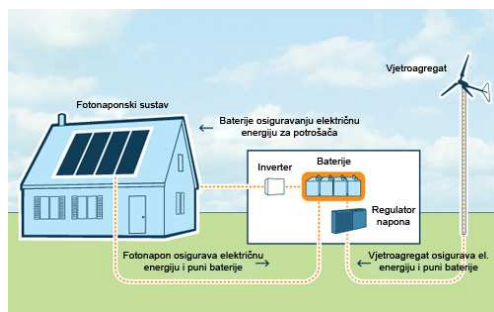 Vjetroagregat
Fotonaponski sustav
Baterije osiguravanju električnu
energiju za potrošača
Inverter
Baterije
Regulator
napona
Fotonapon osigurava električnu
energiju i puni baterije
Vjetroagregat osigurava el.
energiju i puni baterije